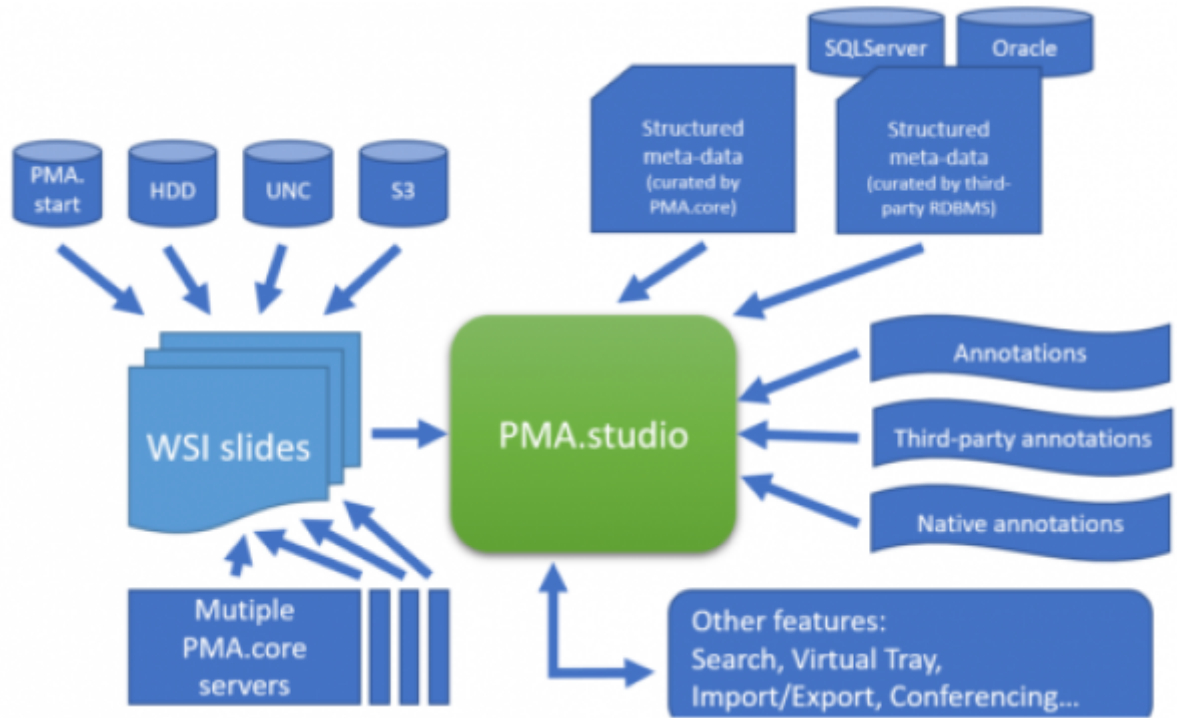 SQLServer
Oracle
Structured
meta-data
(curated by
PMA.core)
Structured
meta-data
(curated by third-
party RDBMS)
PMA.
start
HDD
UNC
S3
WSI slides
PMA.studio
Annotations
Third-party annotations
Native annotations
Mutiple
PMA.core
servers
Other features:
Search, Virtual Tray,
Import/Export, Conferencing...